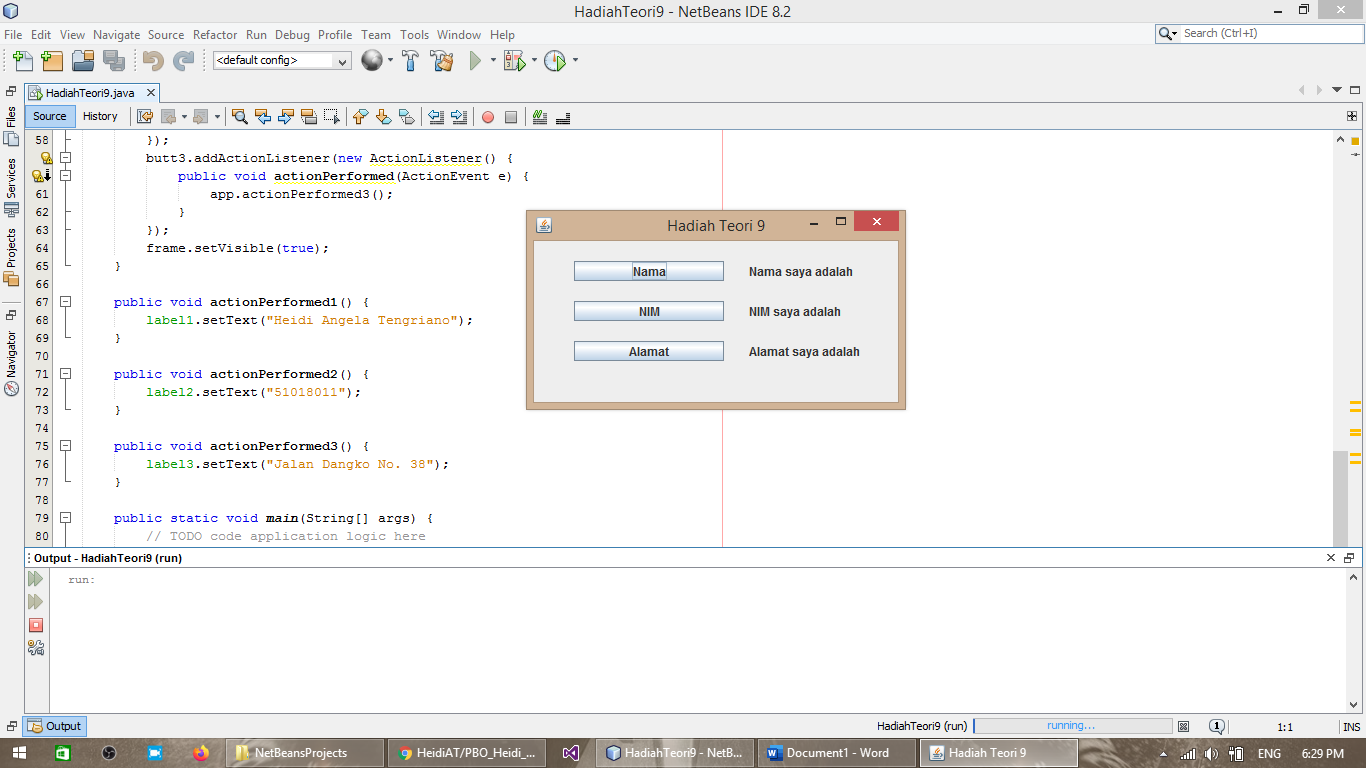 HadiahTeori9 - NetBeans IDE 8.2
File Edit View Navigate Source Refactor Run Debug Profile Team Tools Window Help
Search (Ctrl+I)
<default config>
HadiahTeori9.java
Source History
Files
Services
Projects
Navigator
58 });
butt3.addActionListener(new ActionListener() {
public void actionPerformed(ActionEvent e) {
61 app.actionPerformed3();
62 }
63 });
64 frame.setVisible(true);
65 }
66
67 public void actionPerformed1() {
68 label1.setText("Heidi Angela Tengriano");
69 }
70
71 public void actionPerformed2() {
72 label2.setText("51018011");
73 }
74
75 public void actionPerformed3() {
76 label3.setText("Jalan Dangko No. 38");
77 }
78
79 public static void main(String[] args) {
80 // TODO code application logic here
Hadiah Teori 9
Nama Nama saya adalah
NIM NIM saya adalah
Alamat Alamat saya adalah
Output - HadiahTeori9 (run)
run:
Output
HadiahTeori9 (run) running... 1 1:1 INS
NetBeansProjects
HeidiAT/PBO_Heidi_...
HadiahTeori9 - NetB...
Document1 - Word
Hadiah Teori 9
ENG 6:29 PM